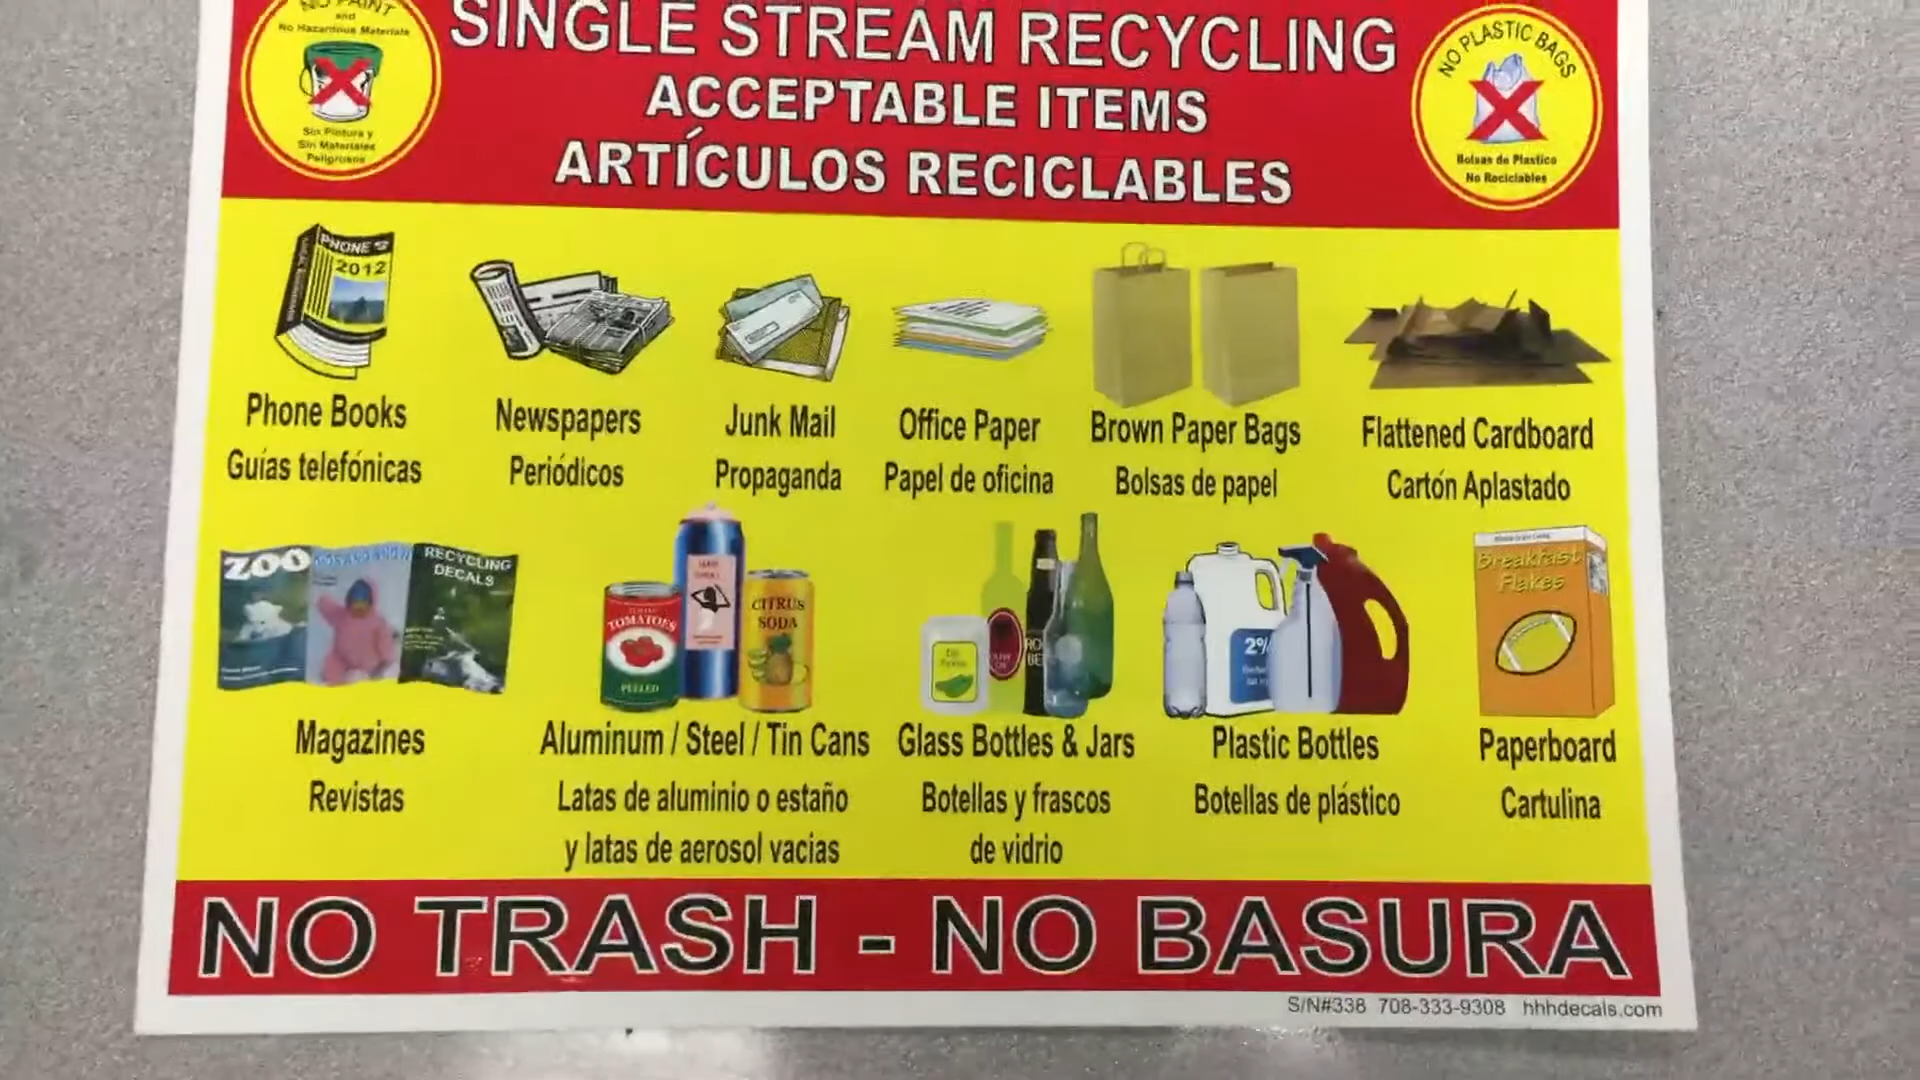 NO PAINT
and
No Hazardous Materials
Sin Pintura y
Sin Materiales
Peligrosos
SINGLE STREAM RECYCLING
ACCEPTABLE ITEMS
ARTÍCULOS RECICLABLES
NO PLASTIC BAGS
Bolsas de Plastico
No Reciclables
PHONE
2012
Phone Books
Guías telefónicas
Newspapers
Periódicos
Junk Mail
Propaganda
Office Paper
Papel de oficina
Brown Paper Bags
Bolsas de papel
Flattened Cardboard
Cartón Aplastado
ZOO
RECYCLING
DECALS
Magazines
Revistas
TOMATOES
PEELED
CITRUS
SODA
Aluminum / Steel / Tin Cans
Latas de aluminio o estaño
y latas de aerosol vacias
Glass Bottles & Jars
Botellas y frascos
de vidrio
2%
Plastic Bottles
Botellas de plástico
Breakfast
Flakes
Paperboard
Cartulina
NO TRASH - NO BASURA
S/N#338 708-333-9308 hhhdecals.com